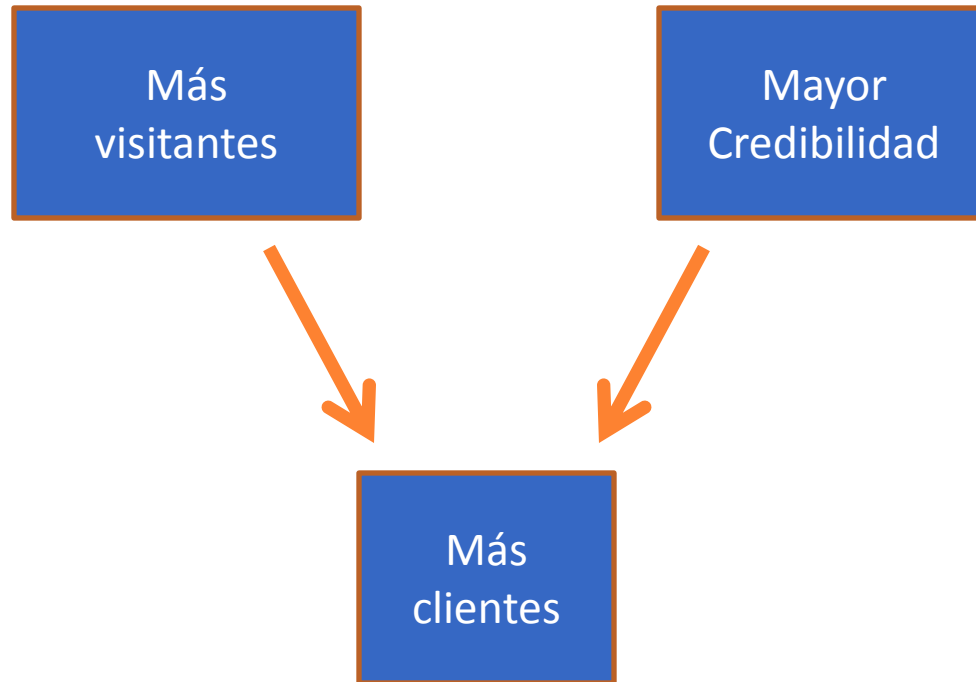 Más
visitantes
Mayor
Credibilidad
Más
clientes